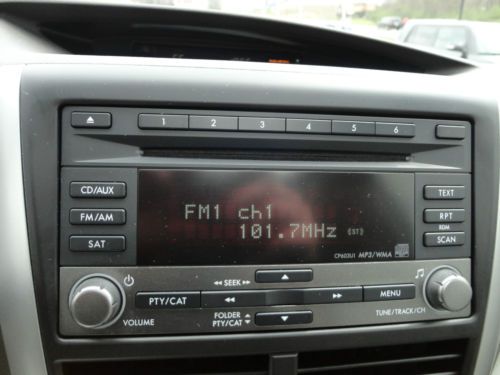 1 2 3 4 5 6
CD/AUX
FM/AM
SAT
FM1 ch1
101.7MHz (ST)
CP603U1 MP3/WMA
TEXT
RPT
RDM
SCAN
SEEK
PTY/CAT
MENU
VOLUME
FOLDER
PTY/CAT
TUNE/TRACK/CH